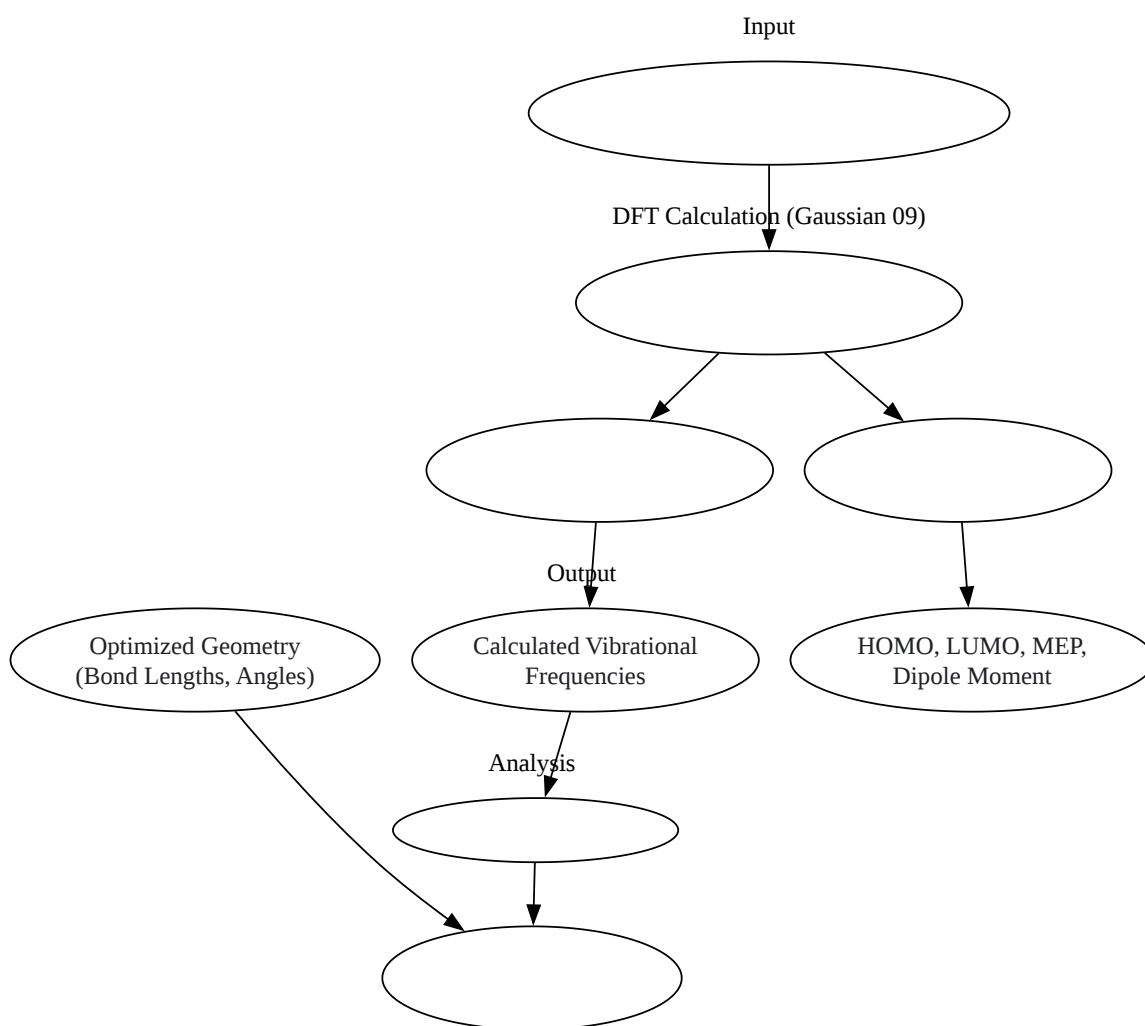 Input
DFT Calculation (Gaussian 09)
Output
Optimized Geometry
(Bond Lengths, Angles)
Calculated Vibrational
Frequencies
HOMO, LUMO, MEP,
Dipole Moment
Analysis